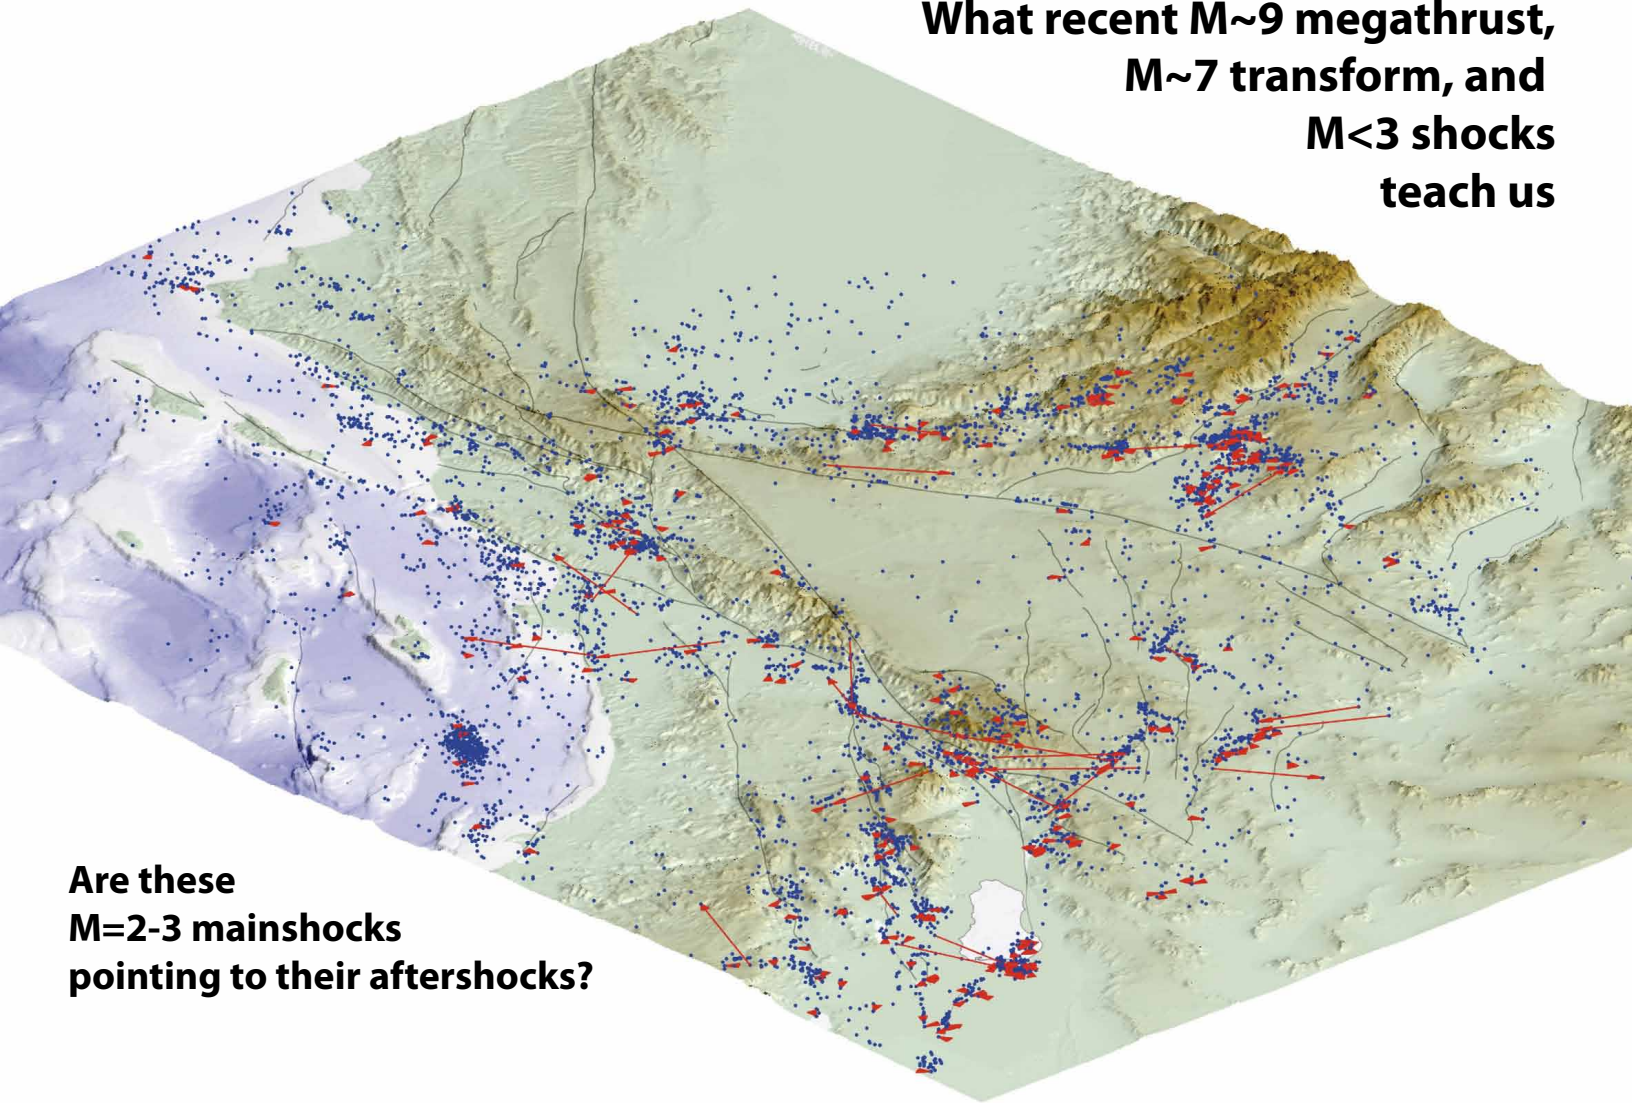 What recent M~9 megathrust,
M~7 transform, and
M<3 shocks
teach us
Are these
M=2-3 mainshocks
pointing to their aftershocks?